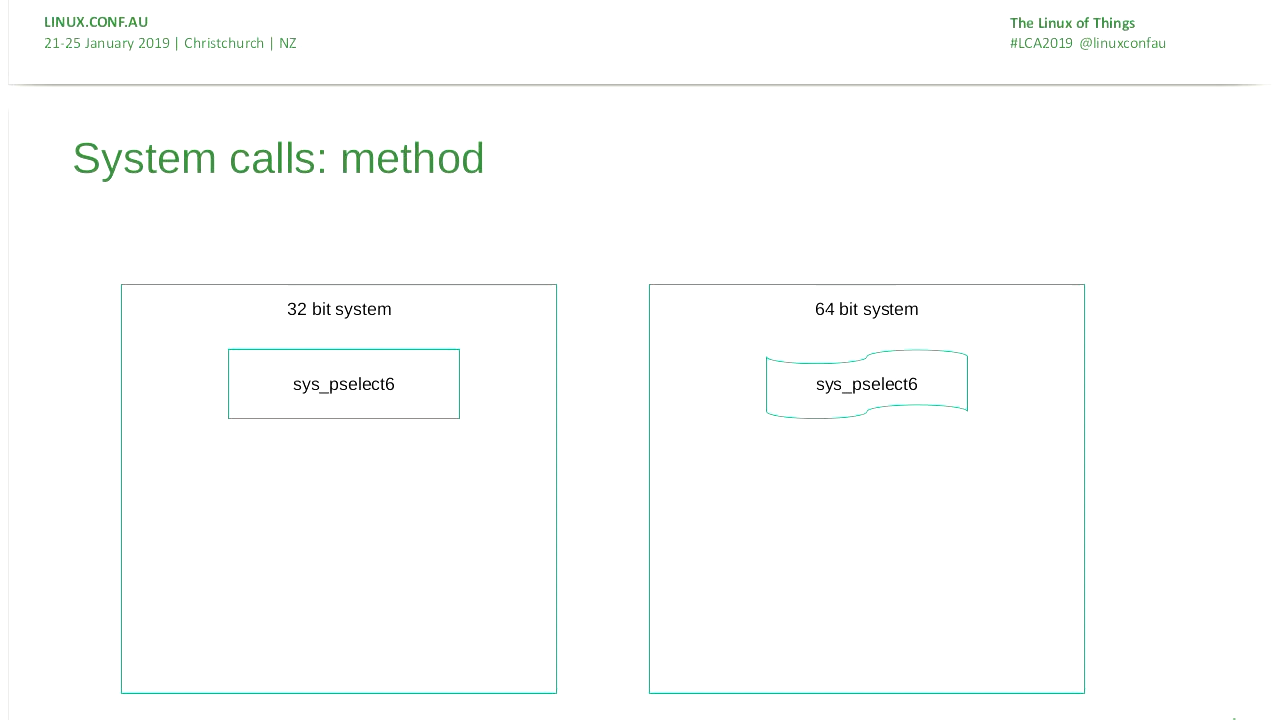 LINUX.CONF.AU
21-25 January 2019 | Christchurch | NZ
The Linux of Things
#LCA2019 @linuxconfau
System calls: method
32 bit system
sys_pselect6
64 bit system
sys_pselect6